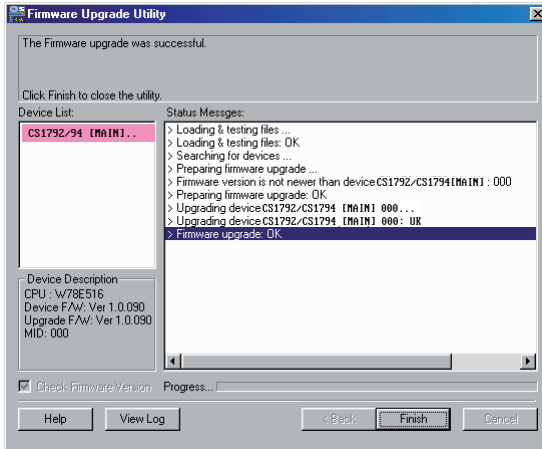 Firmware Upgrade Utility
The Firmware upgrade was successful.
Click Finish to close the utility.
Device List:
CS1792/94 [MAIN]..
Status Messges:
> Loading & testing files ...
> Loading & testing files: OK
> Searching for devices ...
> Preparing firmware upgrade ...
> Firmware version is not newer than device CS1792/CS1794[MAIN] : 000
> Preparing firmware upgrade: OK
> Upgrading device CS1792/CS1794 [MAIN] 000...
> Upgrading device CS1792/CS1794 [MAIN] 000: UK
> Firmware upgrade: OK
Device Description
CPU : W78E516
Device F/W: Ver 1.0.090
Upgrade F/W: Ver 1.0.090
MID: 000
Check Firmware Version
Progress...
Help
View Log
< Back
Finish
Cancel